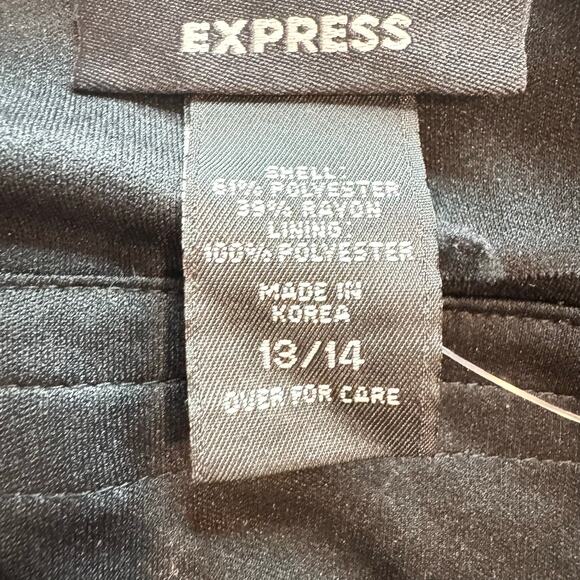 EXPRESS
SHELL:
61% POLYESTER
39% RAYON
LINING:
100% POLYESTER
MADE IN
KOREA
13/14
OVER FOR CARE